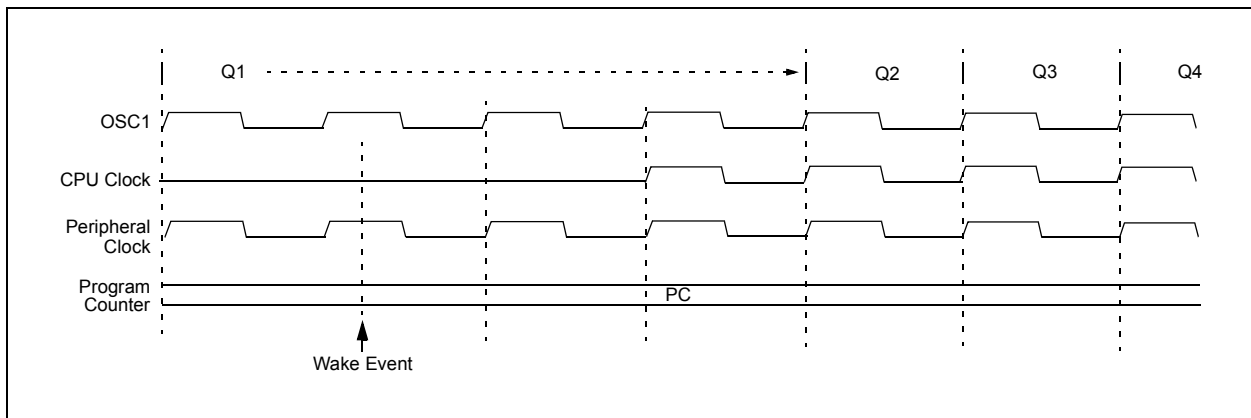 Q1 Q2 Q3 Q4
OSC1
CPU Clock
Peripheral
Clock
Program
Counter
PC
Wake Event